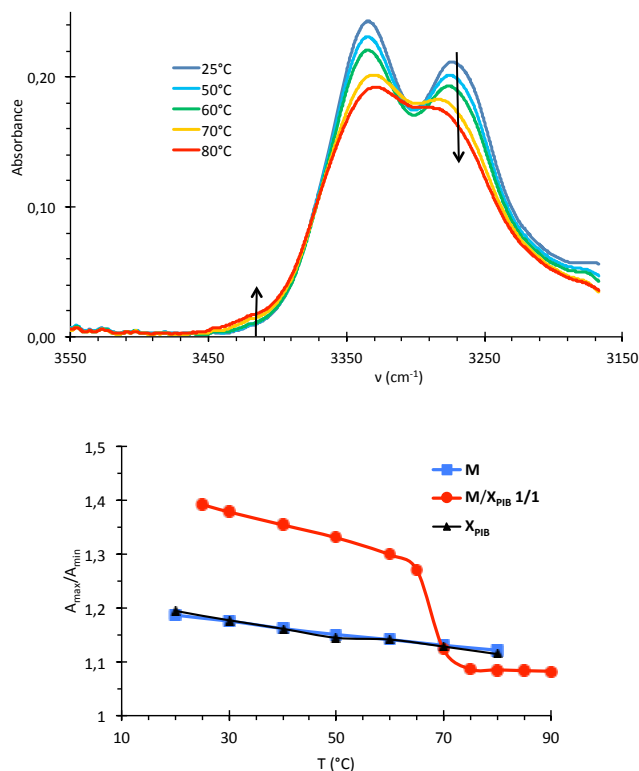 0,20
0,10
0,00
Absorbance
25°C
50°C
60°C
70°C
80°C
3550 3450 3350 3250 3150
ν (cm-1)
1,5
1,4
1,3
1,2
1,1
1
Amax/Amin
M
M/XPIB 1/1
XPIB
10 30 50 70 90
T (°C)